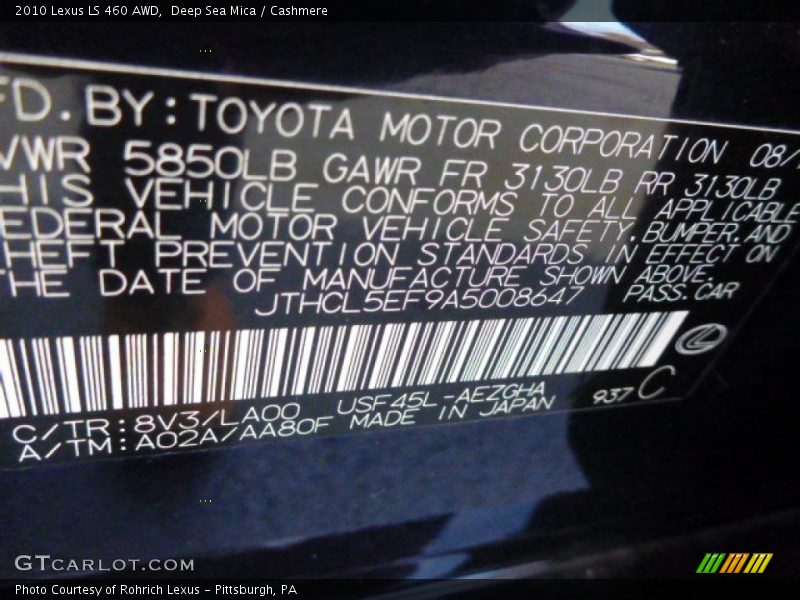 2010 Lexus LS 460 AWD,  Deep Sea Mica / Cashmere
FD. BY: TOYOTA MOTOR CORPORATION 08/
VWR 5850LB GAWR FR 3130LB RR 3130LB
HIS VEHICLE CONFORMS TO ALL APPLICABLE
EDERAL MOTOR VEHICLE SAFETY, BUMPER, AND
HEFT PREVENTION STANDARDS IN EFFECT ON
THE DATE OF MANUFACTURE SHOWN ABOVE.
JTHCL5EF9A5008647 PASS. CAR
C/TR: 8V3/LA00 USF45L-AEZGHA 937 C
A/TM: A02A/AA80F MADE IN JAPAN
GTCARLOT.COM
Photo Courtesy of Rohrich Lexus - Pittsburgh, PA